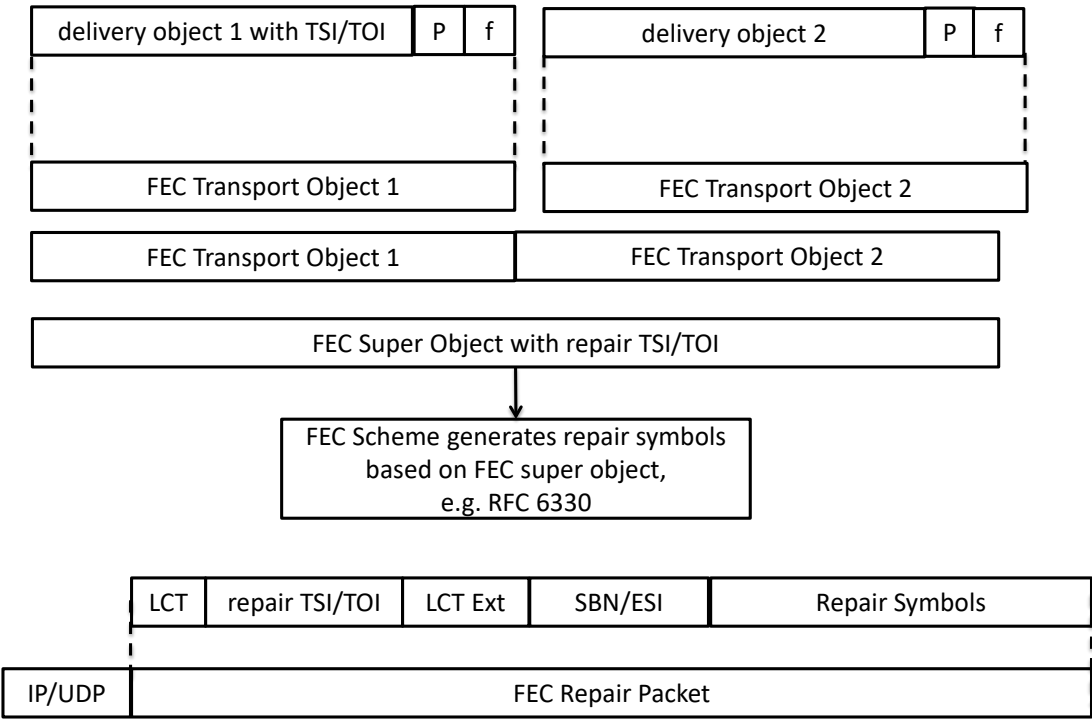 delivery object 1 with TSI/TOI P f
delivery object 2 P f
FEC Transport Object 1
FEC Transport Object 2
FEC Transport Object 1
FEC Transport Object 2
FEC Super Object with repair TSI/TOI
FEC Scheme generates repair symbols
based on FEC super object,
e.g. RFC 6330
LCT repair TSI/TOI LCT Ext SBN/ESI Repair Symbols
IP/UDP FEC Repair Packet